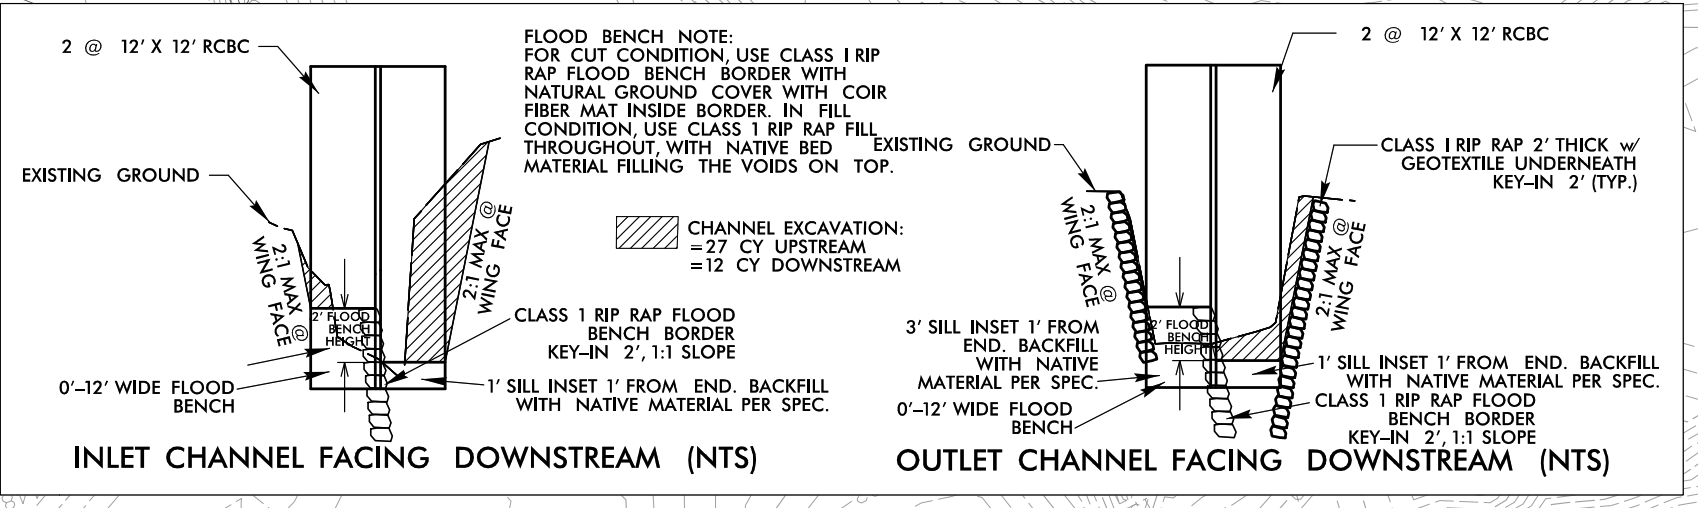 2 @ 12' X 12' RCBC
EXISTING GROUND
2:1 MAX @
WING FACE
2' FLOOD
BENCH
HEIGHT
0'–12' WIDE FLOOD
BENCH
FLOOD BENCH NOTE:
FOR CUT CONDITION, USE CLASS I RIP
RAP FLOOD BENCH BORDER WITH
NATURAL GROUND COVER WITH COIR
FIBER MAT INSIDE BORDER. IN FILL
CONDITION, USE CLASS 1 RIP RAP FILL
THROUGHOUT, WITH NATIVE BED
MATERIAL FILLING THE VOIDS ON TOP.
CHANNEL EXCAVATION:
=27 CY UPSTREAM
=12 CY DOWNSTREAM
2:1 MAX @
WING FACE
CLASS 1 RIP RAP FLOOD
BENCH BORDER
KEY–IN 2', 1:1 SLOPE
1' SILL INSET 1' FROM END. BACKFILL
WITH NATIVE MATERIAL PER SPEC.
INLET CHANNEL FACING DOWNSTREAM (NTS)
2 @ 12' X 12' RCBC
EXISTING GROUND
CLASS I RIP RAP 2' THICK w/
GEOTEXTILE UNDERNEATH
KEY–IN 2' (TYP.)
2:1 MAX @
WING FACE
2:1 MAX @
WING FACE
2' FLOOD
BENCH
HEIGHT
3' SILL INSET 1' FROM
END. BACKFILL
WITH NATIVE
MATERIAL PER SPEC.
0'–12' WIDE FLOOD
BENCH
1' SILL INSET 1' FROM END. BACKFILL
WITH NATIVE MATERIAL PER SPEC.
CLASS 1 RIP RAP FLOOD
BENCH BORDER
KEY–IN 2', 1:1 SLOPE
OUTLET CHANNEL FACING DOWNSTREAM (NTS)